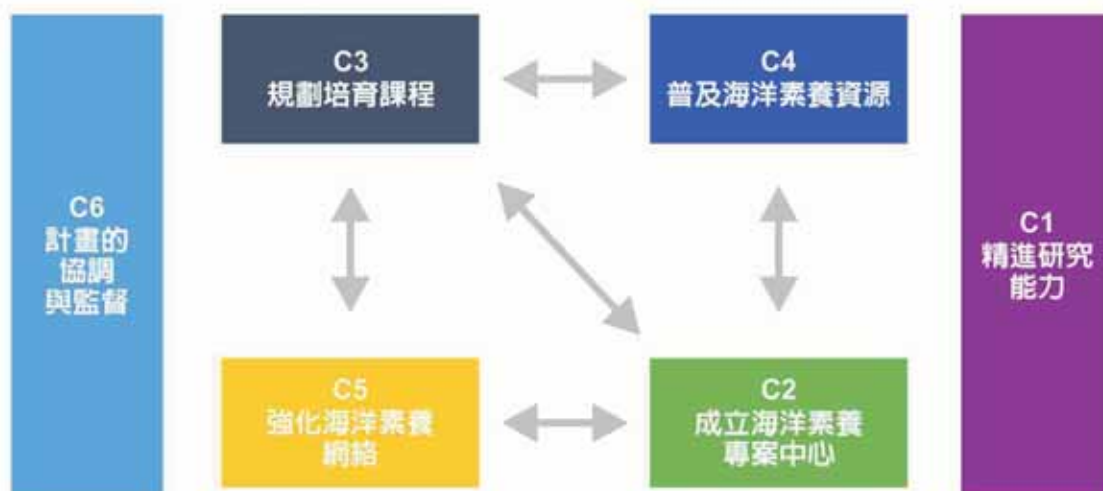 C6
計畫的
協調
與監督
C3
規劃培育課程
C4
普及海洋素養資源
C5
強化海洋素養
網絡
C2
成立海洋素養
專案中心
C1
精進研究
能力